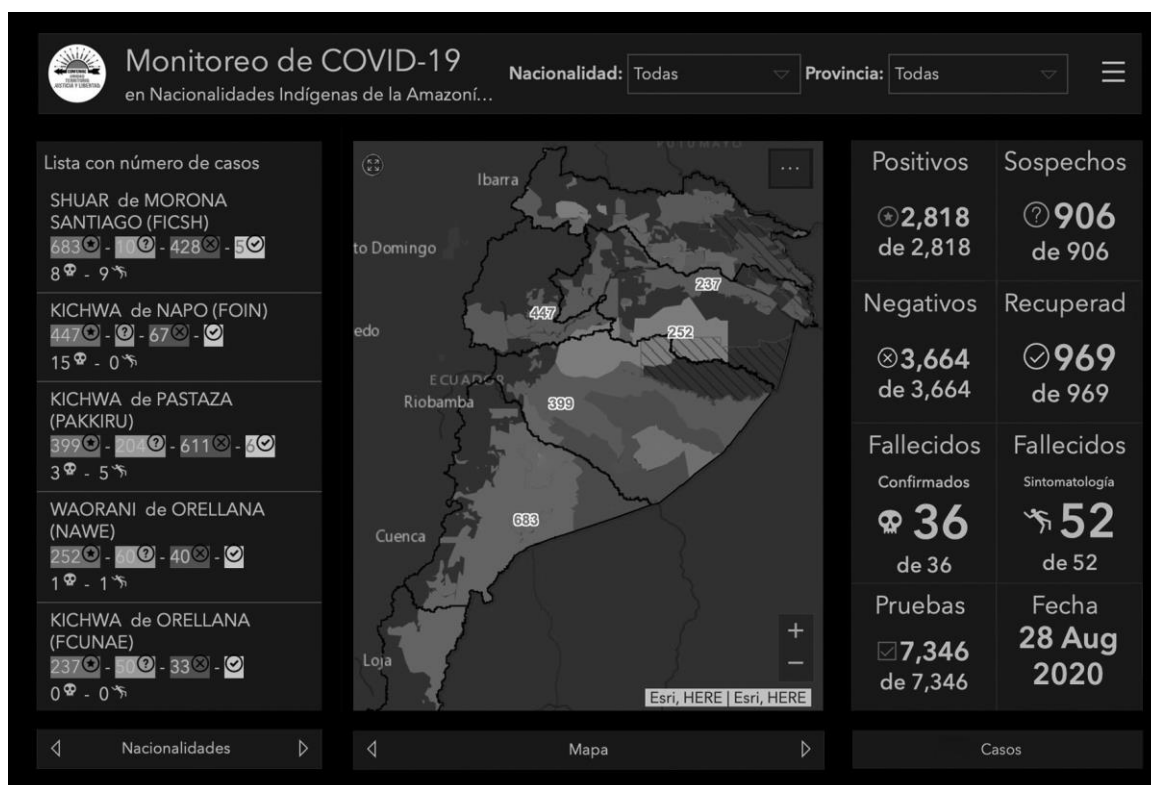 Monitoreo de COVID-19
en Nacionalidades Indígenas de la Amazoní...
Nacionalidad: Todas
Provincia: Todas
Lista con número de casos
SHUAR de MORONA
SANTIAGO (FICSH)
683 - 10 - 428 - 5
8 - 9
KICHWA de NAPO (FOIN)
447 - - 67 -
15 - 0
KICHWA de PASTAZA
(PAKKIRU)
399 - 204 - 611 - 6
3 - 5
WAORANI de ORELLANA
(NAWE)
252 - 60 - 40 -
1 - 1
KICHWA de ORELLANA
(FCUNAE)
237 - 50 - 33 -
0 - 0
Nacionalidades
PUTUMAYO
Ibarra
to Domingo
237
447
252
edo
ECUADOR
Riobamba
399
683
Cuenca
Loja
Esri, HERE | Esri, HERE
Mapa
Positivos
2,818
de 2,818
Sospechos
906
de 906
Negativos
3,664
de 3,664
Recuperad
969
de 969
Fallecidos
Confirmados
36
de 36
Fallecidos
Sintomatología
52
de 52
Pruebas
7,346
de 7,346
Fecha
28 Aug
2020
Casos